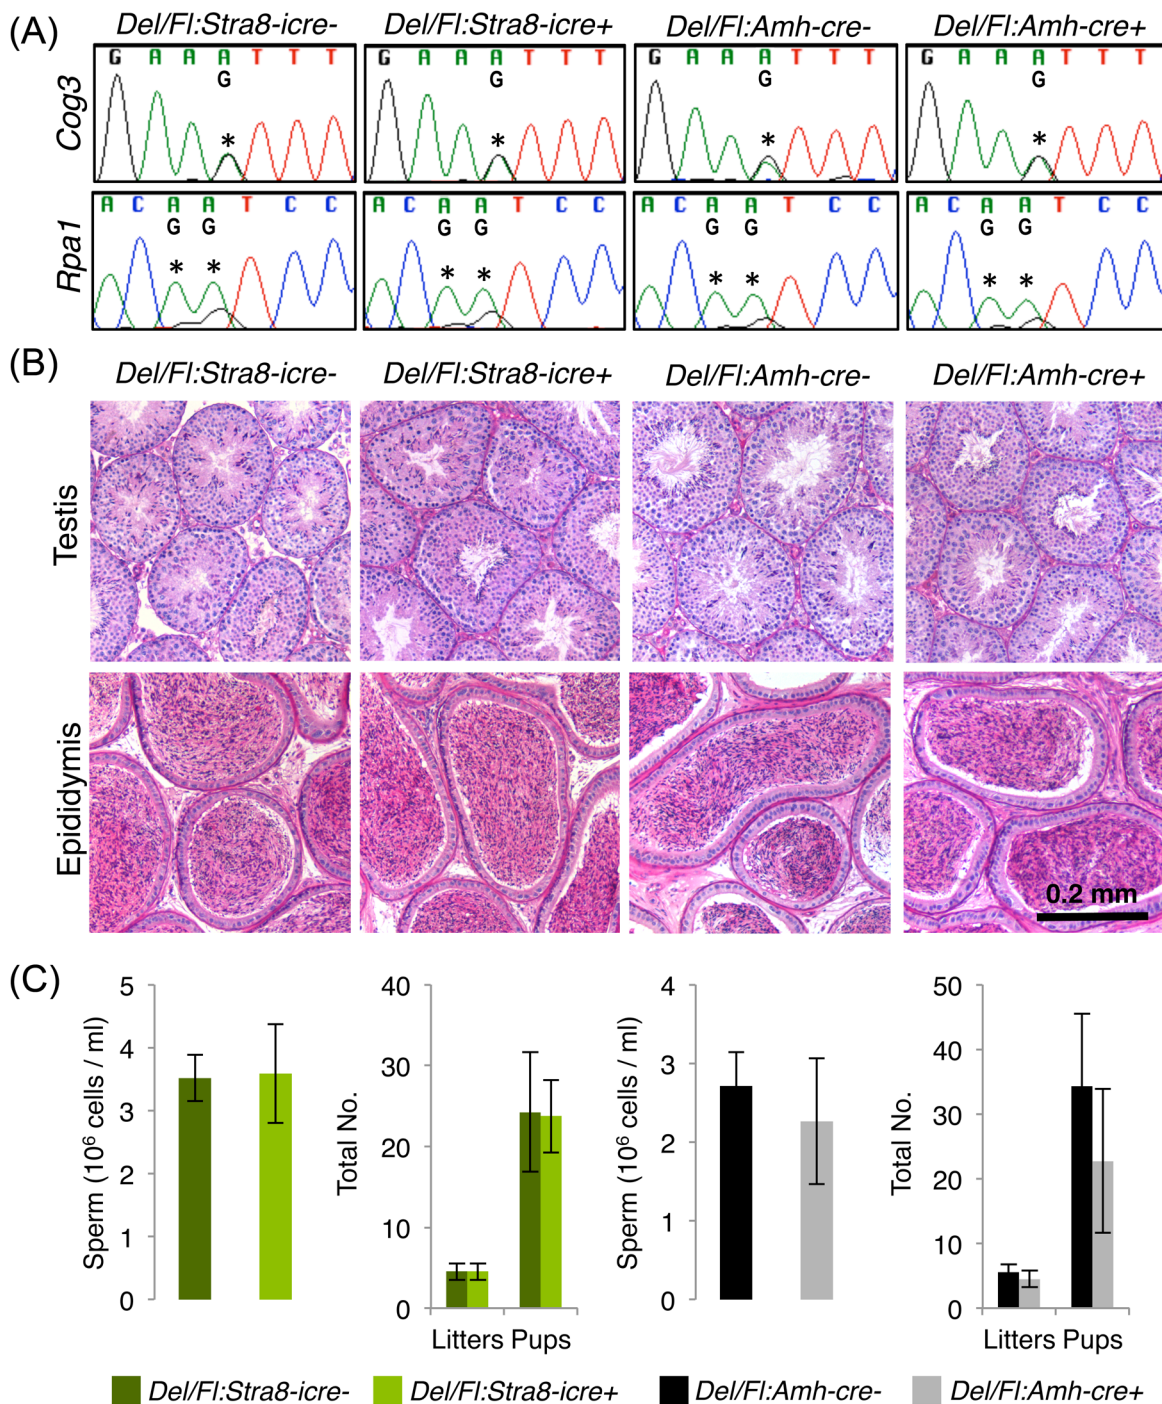 (A)
Del/Fl:Stra8-icre- Del/Fl:Stra8-icre+ Del/Fl:Amh-cre- Del/Fl:Amh-cre+
Cog3
G A A A T T T G A A A T T T G A A A T T T G A A A T T T
G G G G
* * * *
Rpa1
A C A A T C C A C A A T C C A C A A T C C A C A A T C C
G G G G G G G G
* * * * * * * *
(B)
Del/Fl:Stra8-icre- Del/Fl:Stra8-icre+ Del/Fl:Amh-cre- Del/Fl:Amh-cre+
Testis
Epididymis
0.2 mm
(C)
Sperm (10⁶ cells / ml)
5
4
3
2
1
0
Total No.
40
30
20
10
0
Litters Pups
Sperm (10⁶ cells / ml)
4
3
2
1
0
Total No.
50
40
30
20
10
0
Litters Pups
Del/Fl:Stra8-icre- Del/Fl:Stra8-icre+ Del/Fl:Amh-cre- Del/Fl:Amh-cre+